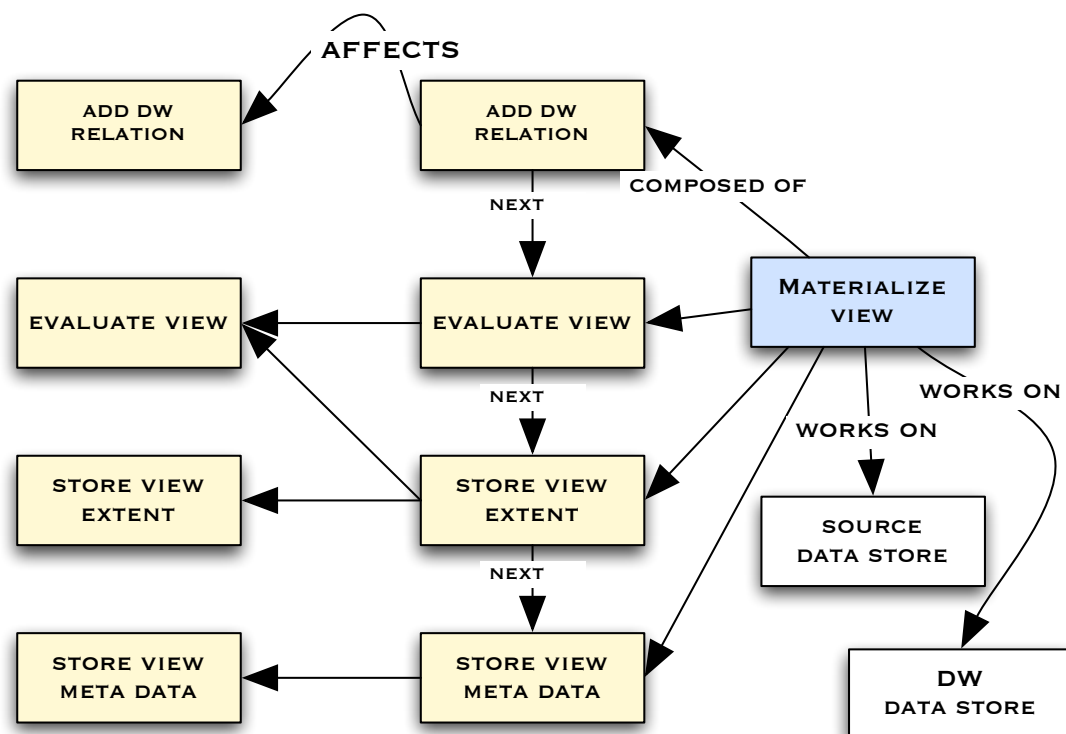 AFFECTS
ADD DW
RELATION
ADD DW
RELATION
COMPOSED OF
NEXT
MATERIALIZE
VIEW
EVALUATE VIEW
EVALUATE VIEW
WORKS ON
NEXT
WORKS ON
STORE VIEW
EXTENT
STORE VIEW
EXTENT
SOURCE
DATA STORE
NEXT
STORE VIEW
META DATA
STORE VIEW
META DATA
DW
DATA STORE